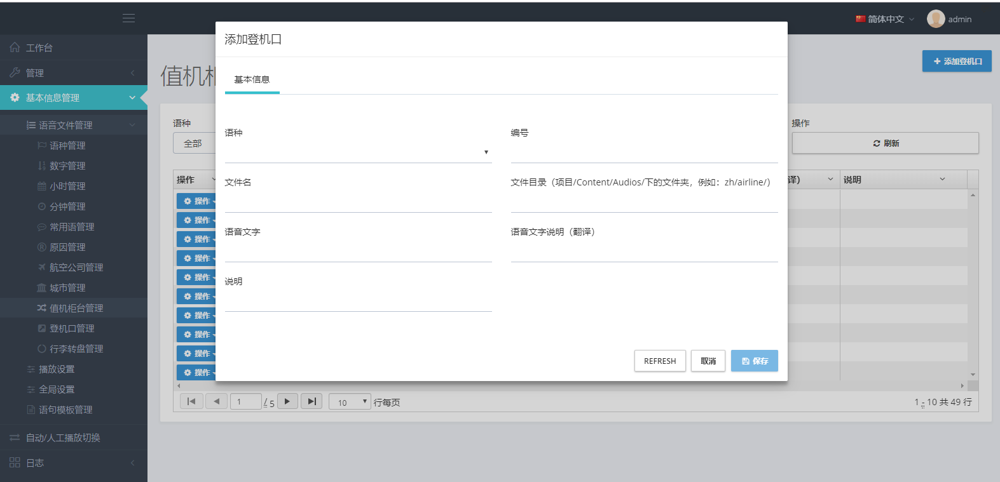 简体中文
admin
工作台
管理
基本信息管理
语音文件管理
语种管理
数字管理
小时管理
分钟管理
常用语管理
原因管理
航空公司管理
城市管理
值机柜台管理
登机口管理
行李转盘管理
播放设置
全局设置
语句模板管理
自动/人工播放切换
日志
值机
添加登机口
语种
全部
操作
刷新
操作
译)
说明
操作
操作
操作
操作
操作
操作
操作
操作
操作
操作
1 / 5
10 行每页
1 - 10 共 49 行
添加登机口
基本信息
语种
编号
文件名
文件目录（项目/Content/Audios/下的文件夹，例如：zh/airline/）
语音文字
语音文字说明（翻译）
说明
REFRESH
取消
保存